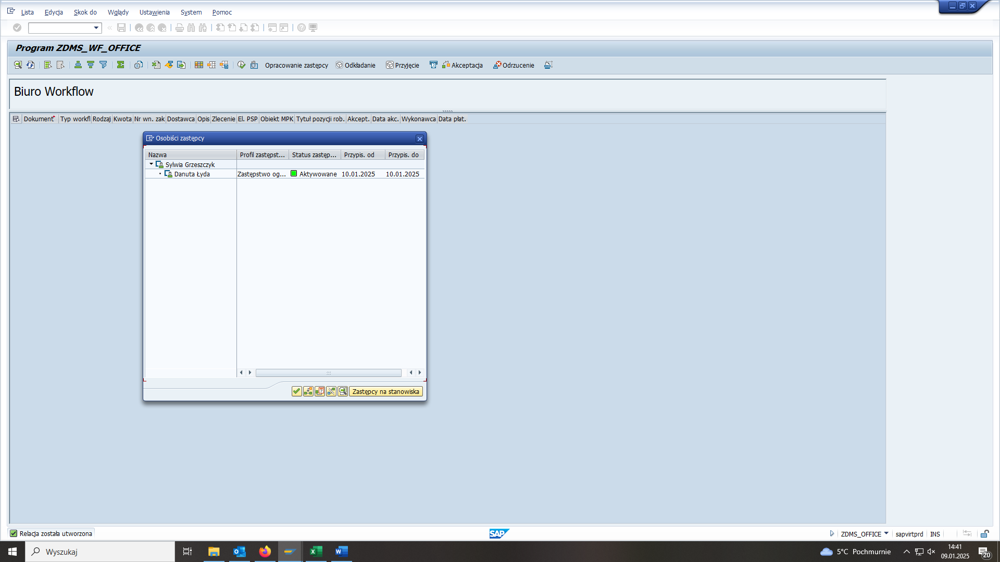 Lista Edycja Skok do Wglądy Ustawienia System Pomoc
Program ZDMS_WF_OFFICE
Opracowanie zastępcy Odkładanie Przyjęcie Akceptacja Odrzucenie
Biuro Workflow
Dokument Typ workfl Rodzaj Kwota Nr wn. zak Dostawca Opis Zlecenie El. PSP Obiekt MPK Tytuł pozycji rob. Akcept. Data akc. Wykonawca Data płat.
Osobiści zastępcy
Nazwa Profil zastępst... Status zastęp... Przypis. od Przypis. do
Sylwia Grzeszczyk
Danuta Łyda Zastępstwo og... Aktywowane 10.01.2025 10.01.2025
Zastępcy na stanowiska
Relacja została utworzona
SAP
ZDMS_OFFICE sapvirtprd INS
Wyszukaj
5°C Pochmurnie
14:41
09.01.2025
20